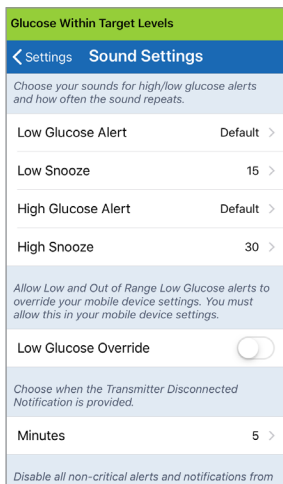 Glucose Within Target Levels
Settings Sound Settings
Choose your sounds for high/low glucose alerts
and how often the sound repeats.
Low Glucose Alert Default
Low Snooze 15
High Glucose Alert Default
High Snooze 30
Allow Low and Out of Range Low Glucose alerts to
override your mobile device settings. You must
allow this in your mobile device settings.
Low Glucose Override
Choose when the Transmitter Disconnected
Notification is provided.
Minutes 5
Disable all non-critical alerts and notifications from